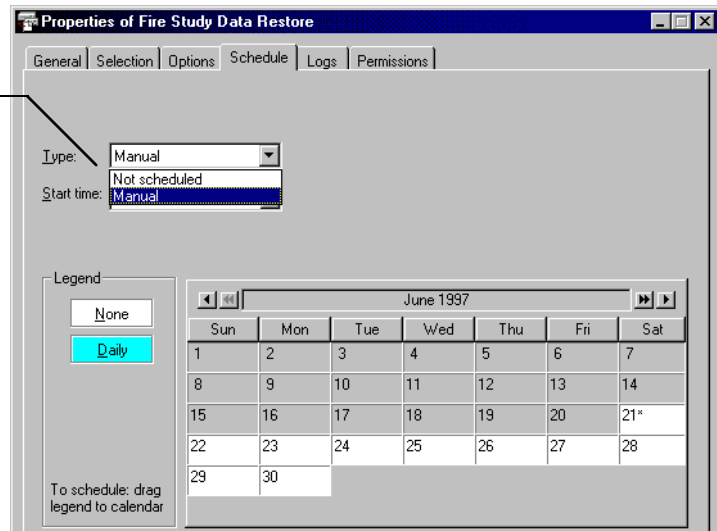 Properties of Fire Study Data Restore
General Selection Options Schedule Logs Permissions
Type: Manual
Not scheduled
Start time: Manual
Legend
None
Daily
To schedule: drag
legend to calendar
June 1997
Sun Mon Tue Wed Thu Fri Sat
1 2 3 4 5 6 7
8 9 10 11 12 13 14
15 16 17 18 19 20 21*
22 23 24 25 26 27 28
29 30